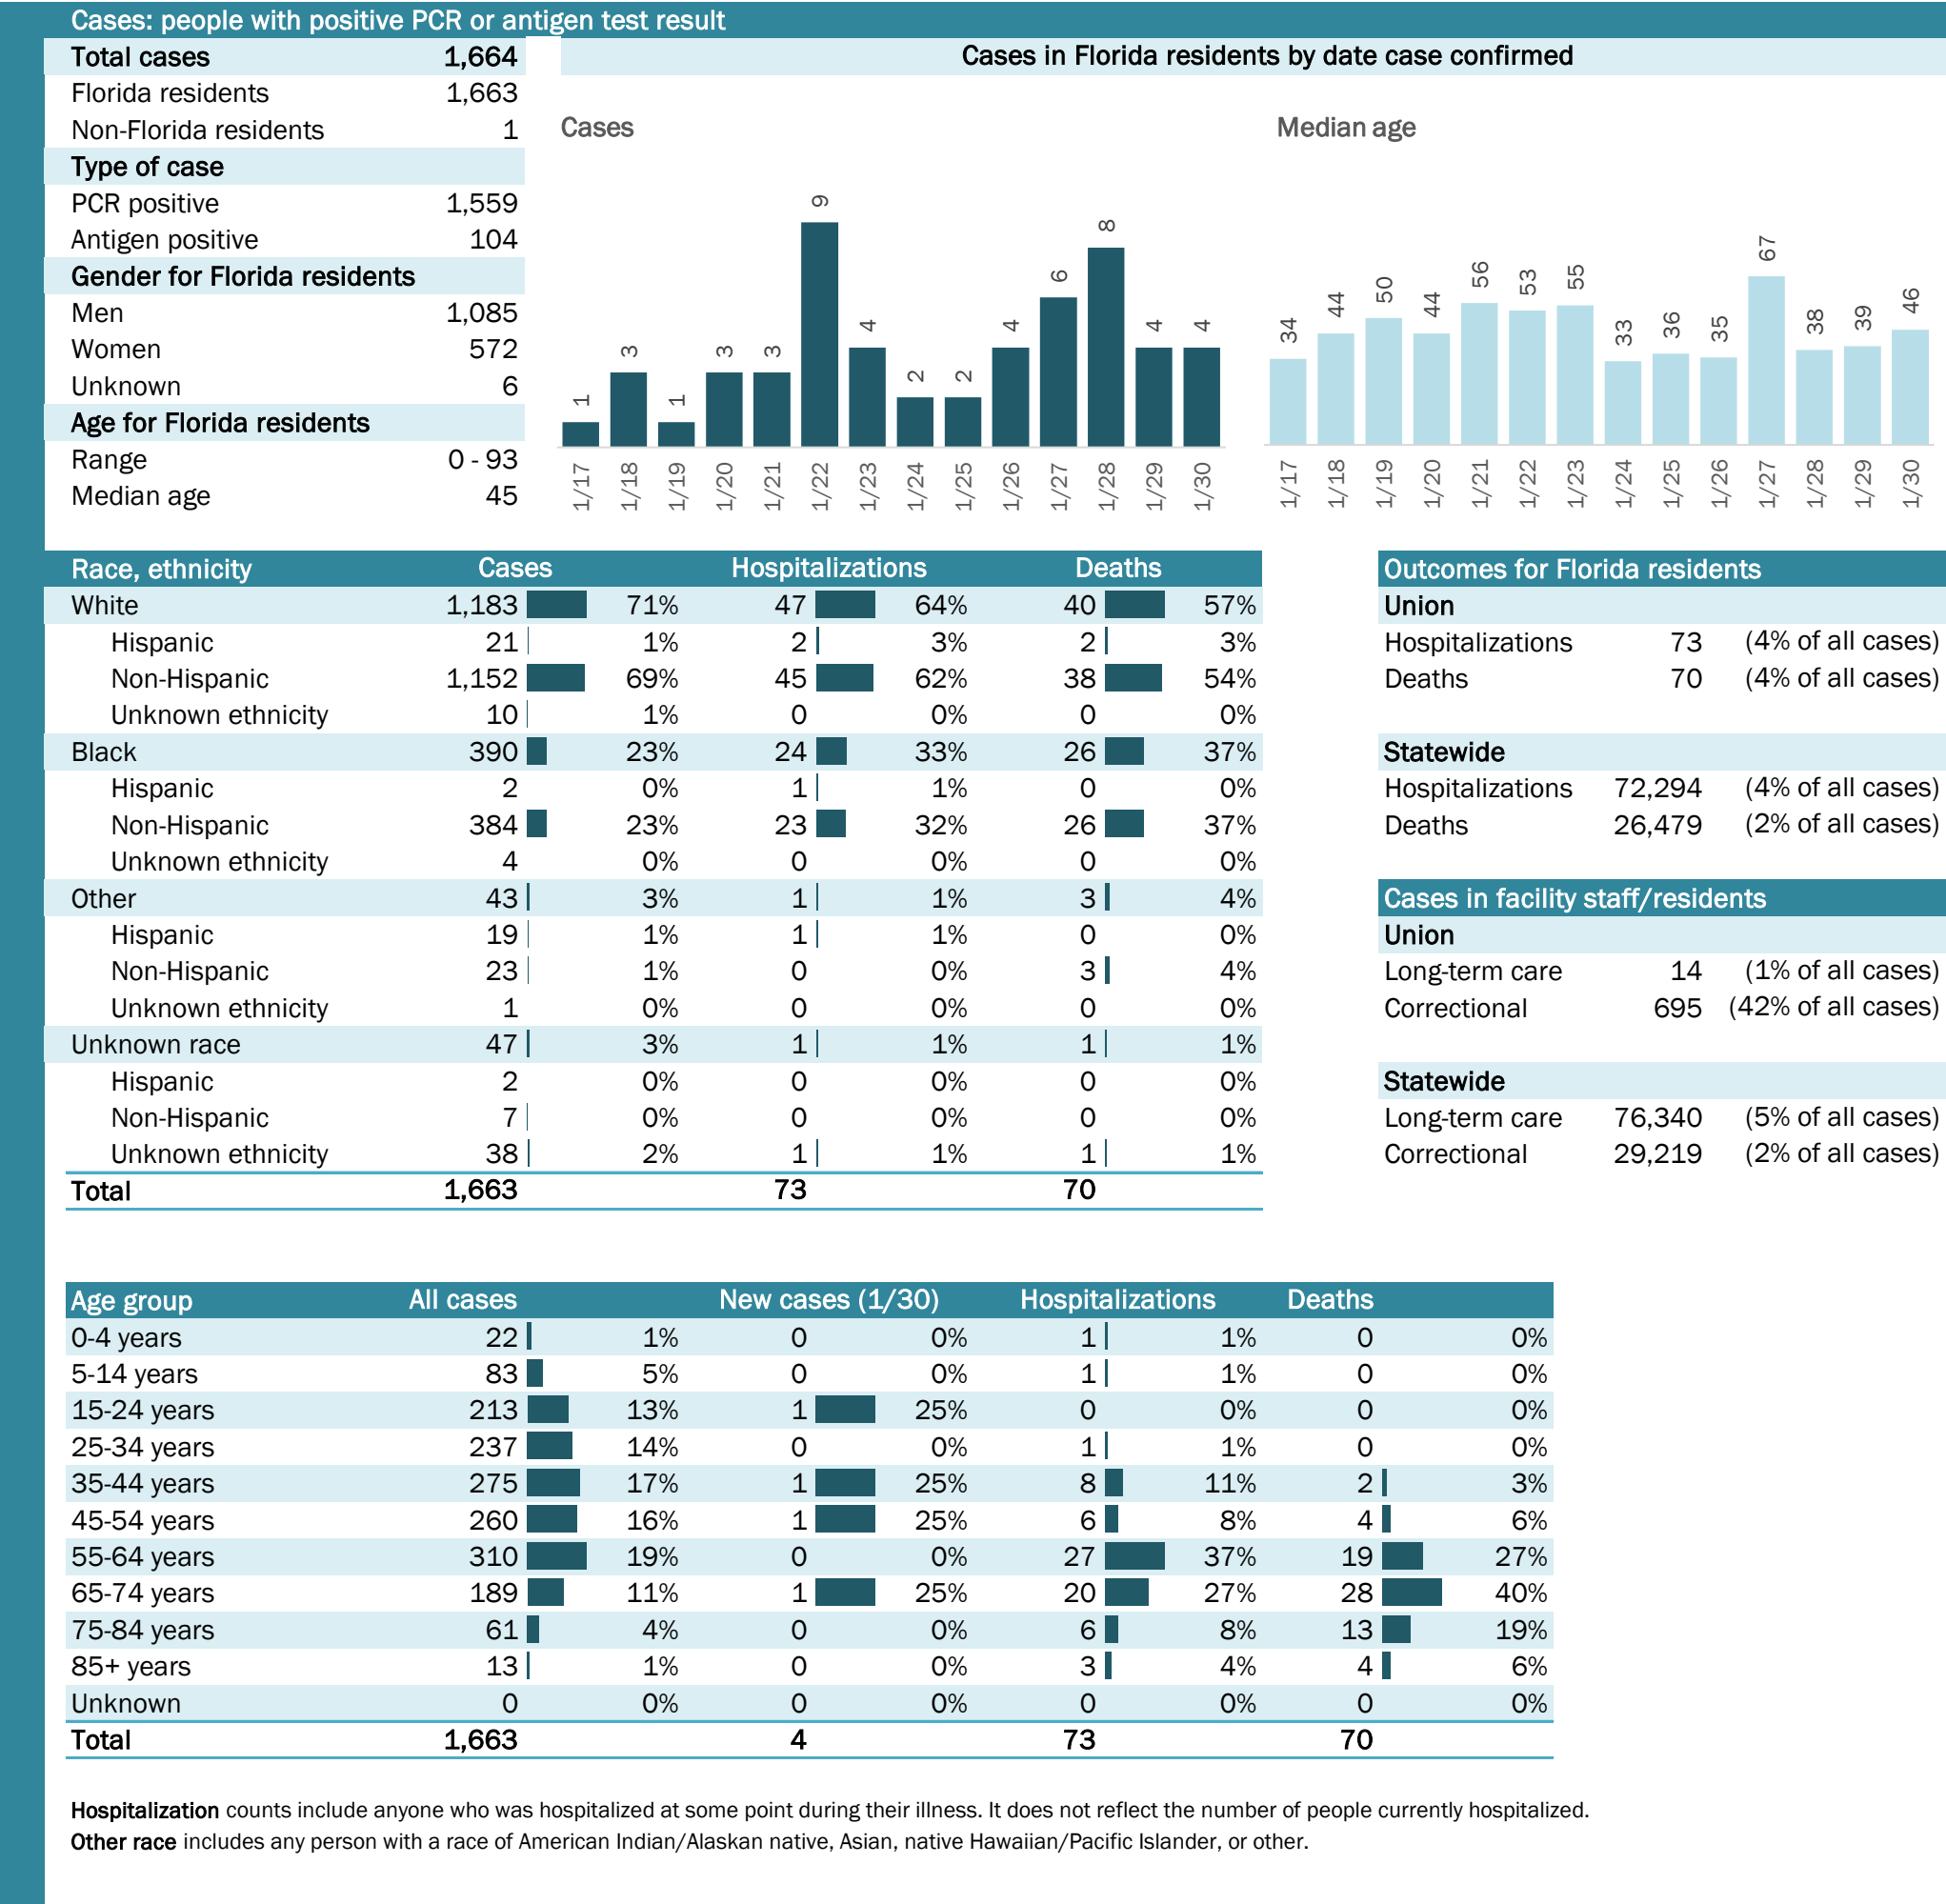 Cases: people with positive PCR or antigen test result
Total cases 1,664
Florida residents 1,663
Non-Florida residents 1
Type of case
PCR positive 1,559
Antigen positive 104
Gender for Florida residents
Men 1,085
Women 572
Unknown 6
Age for Florida residents
Range 0 - 93
Median age 45
Cases in Florida residents by date case confirmed
Cases
1 3 1 3 3 9 4 2 2 4 6 8 4 4
1/17 1/18 1/19 1/20 1/21 1/22 1/23 1/24 1/25 1/26 1/27 1/28 1/29 1/30
Median age
34 44 50 44 56 53 55 33 36 35 67 38 39 46
1/17 1/18 1/19 1/20 1/21 1/22 1/23 1/24 1/25 1/26 1/27 1/28 1/29 1/30
Race, ethnicity Cases Hospitalizations Deaths
White 1,183 71% 47 64% 40 57%
Hispanic 21 1% 2 3% 2 3%
Non-Hispanic 1,152 69% 45 62% 38 54%
Unknown ethnicity 10 1% 0 0% 0 0%
Black 390 23% 24 33% 26 37%
Hispanic 2 0% 1 1% 0 0%
Non-Hispanic 384 23% 23 32% 26 37%
Unknown ethnicity 4 0% 0 0% 0 0%
Other 43 3% 1 1% 3 4%
Hispanic 19 1% 1 1% 0 0%
Non-Hispanic 23 1% 0 0% 3 4%
Unknown ethnicity 1 0% 0 0% 0 0%
Unknown race 47 3% 1 1% 1 1%
Hispanic 2 0% 0 0% 0 0%
Non-Hispanic 7 0% 0 0% 0 0%
Unknown ethnicity 38 2% 1 1% 1 1%
Total 1,663 73 70
Outcomes for Florida residents
Union
Hospitalizations 73 (4% of all cases)
Deaths 70 (4% of all cases)
Statewide
Hospitalizations 72,294 (4% of all cases)
Deaths 26,479 (2% of all cases)
Cases in facility staff/residents
Union
Long-term care 14 (1% of all cases)
Correctional 695 (42% of all cases)
Statewide
Long-term care 76,340 (5% of all cases)
Correctional 29,219 (2% of all cases)
Age group All cases New cases (1/30) Hospitalizations Deaths
0-4 years 22 1% 0 0% 1 1% 0 0%
5-14 years 83 5% 0 0% 1 1% 0 0%
15-24 years 213 13% 1 25% 0 0% 0 0%
25-34 years 237 14% 0 0% 1 1% 0 0%
35-44 years 275 17% 1 25% 8 11% 2 3%
45-54 years 260 16% 1 25% 6 8% 4 6%
55-64 years 310 19% 0 0% 27 37% 19 27%
65-74 years 189 11% 1 25% 20 27% 28 40%
75-84 years 61 4% 0 0% 6 8% 13 19%
85+ years 13 1% 0 0% 3 4% 4 6%
Unknown 0 0% 0 0% 0 0% 0 0%
Total 1,663 4 73 70
Hospitalization counts include anyone who was hospitalized at some point during their illness. It does not reflect the number of people currently hospitalized.
Other race includes any person with a race of American Indian/Alaskan native, Asian, native Hawaiian/Pacific Islander, or other.